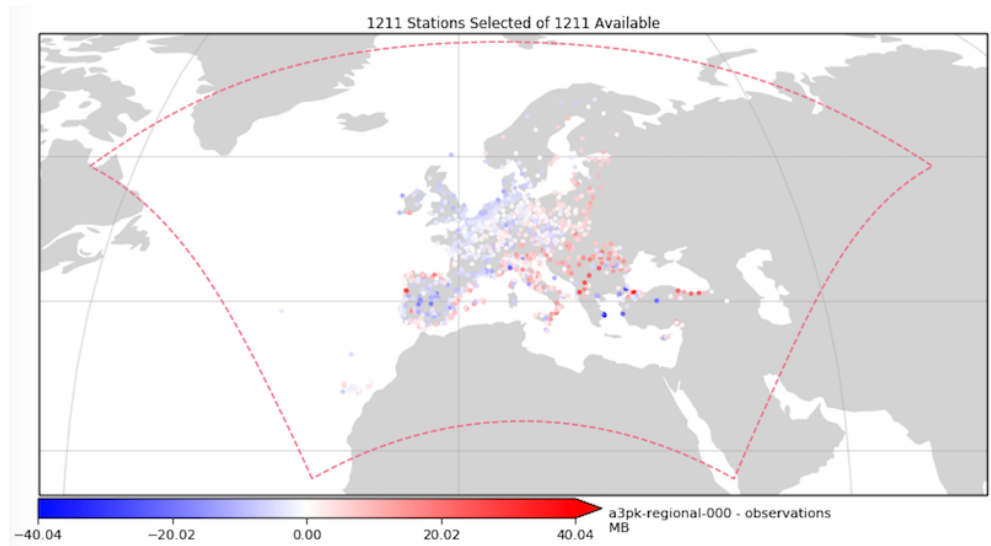 1211 Stations Selected of 1211 Available
−40.04
−20.02
0.00
20.02
40.04
a3pk-regional-000 - observations
MB